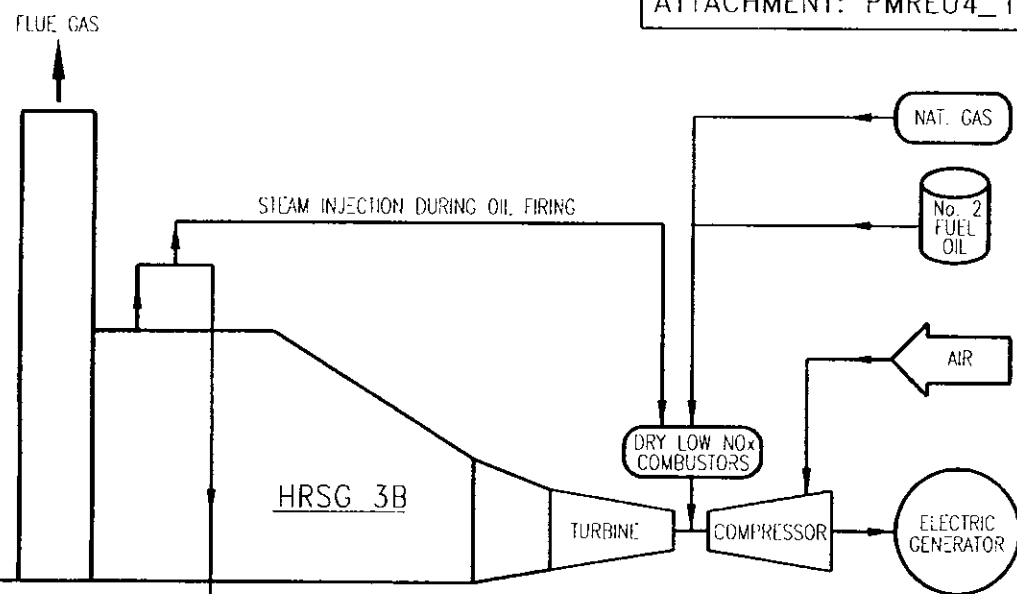 ATTACHMENT: PMREU4_1
FLUE GAS
NAT. GAS
STEAM INJECTION DURING OIL FIRING
No. 2
FUEL
OIL
AIR
DRY LOW NOx
COMBUSTORS
HRSG 3B
TURBINE
COMPRESSOR
ELECTRIC
GENERATOR